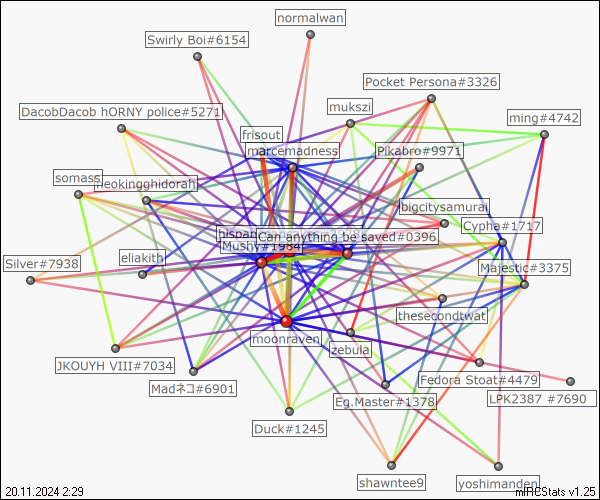 normalwan
Swirly Boi#6154
Pocket Persona#3326
DacobDacob hORNY police#5271
mukszi
ming#4742
frisout
marcemadness
Pikabro#9971
somass
Neokingghidorah
bigcitysamurai
Cypha#1717
Can anything be saved#0396
Mushy#1984
Silver#7938
eliakith
Majestic#3375
thesecondtwat
moonraven
zebula
JKOUYH VIII#7034
Fedora Stoat#4479
Madネコ#6901
Eg.Master#1378
LPK2387 #7690
Duck#1245
shawntee9
yoshimanden
20.11.2024 2:29
mIRCStats v1.25